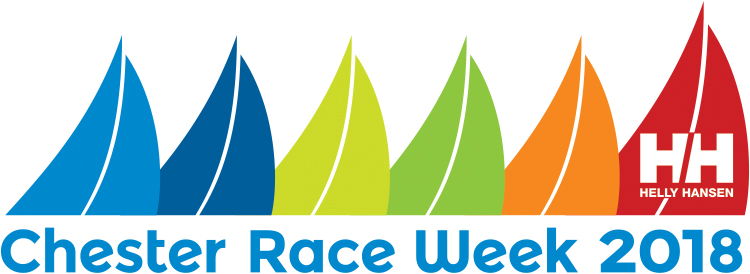 HH
HELLY HANSEN
Chester Race Week 2018